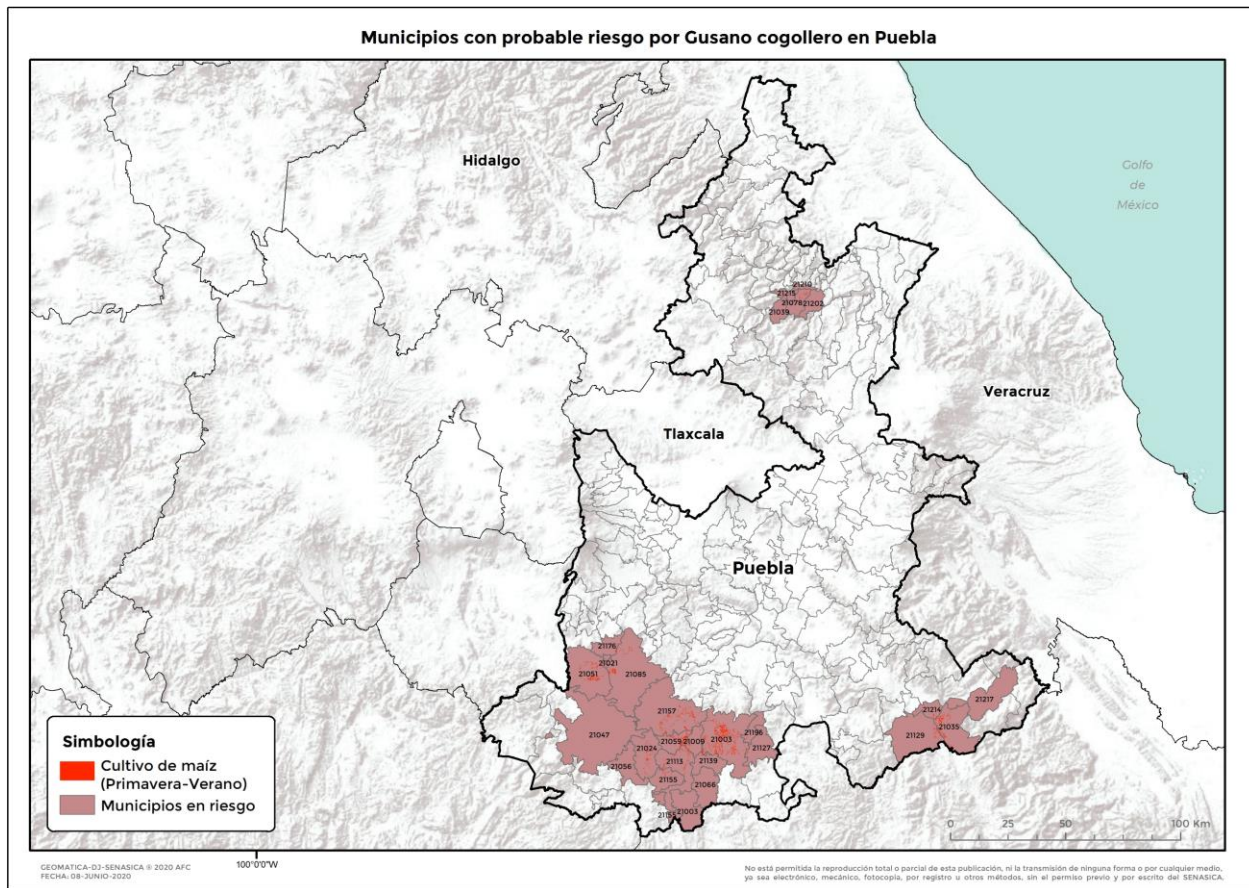 Municipios con probable riesgo por Gusano cogollero en Puebla
Hidalgo
Golfo
de
México
21210
21215
21078
21202
21039
Veracruz
Tlaxcala
Puebla
21176
21021
21051
21085
21217
21157
21214
21047
21035
21129
21059
21009
21003
21196
21024
21127
21056
21113
21139
21155
21066
21003
Simbología
Cultivo de maíz
(Primavera-Verano)
Municipios en riesgo
0 25 50 100 Km
GEOMATICA-DJ-SENASICA ® 2020 AFC
FECHA: 08-JUNIO-2020
100°0'0"W
No está permitida la reproducción total o parcial de esta publicación, ni la transmisión de ninguna forma o por cualquier medio,
ya sea electrónico, mecánico, fotocopia, por registro u otros métodos, sin el permiso previo y por escrito del SENASICA.